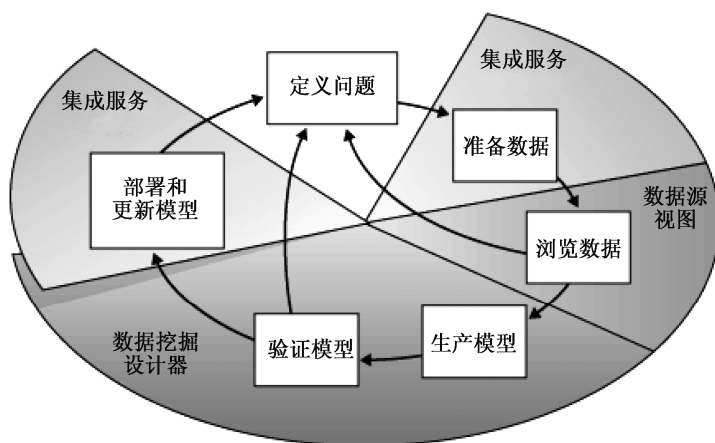 集成服务
定义问题
集成服务
准备数据
部署和
更新模型
数据源
视图
浏览数据
数据挖掘
设计器
验证模型
生产模型